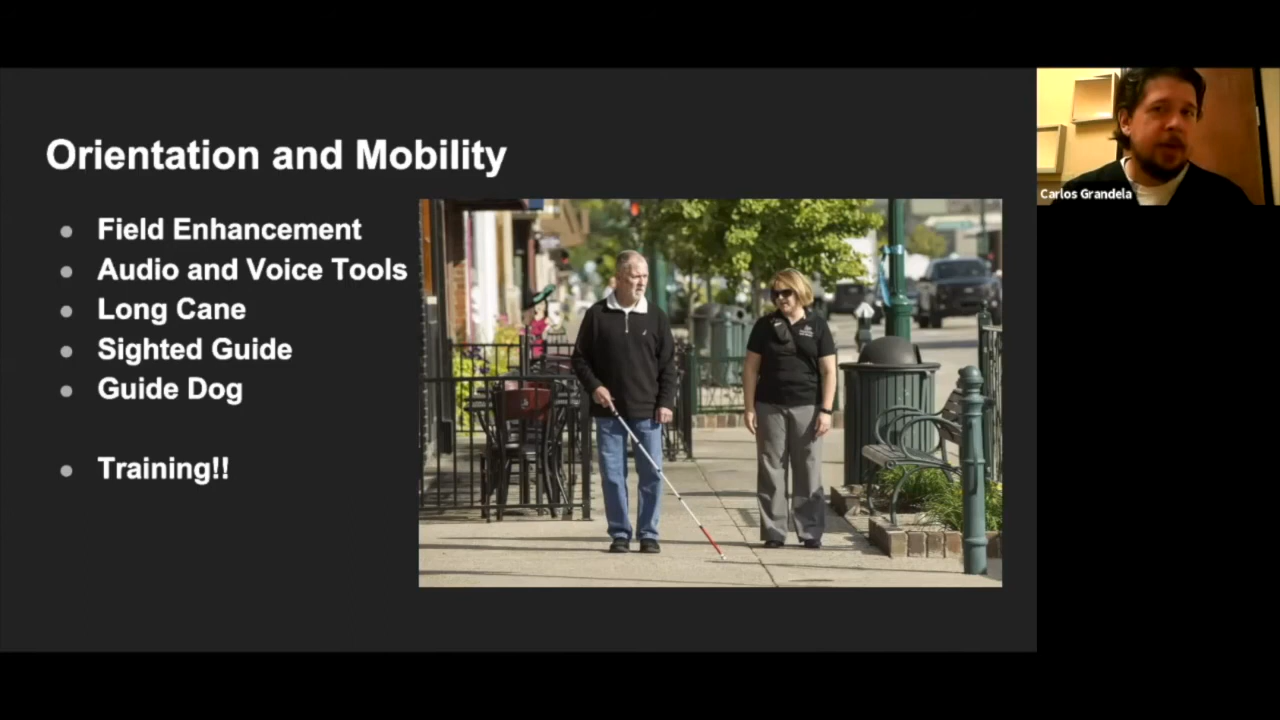 Orientation and Mobility
Field Enhancement
Audio and Voice Tools
Long Cane
Sighted Guide
Guide Dog
Training!!
Carlos Grandela